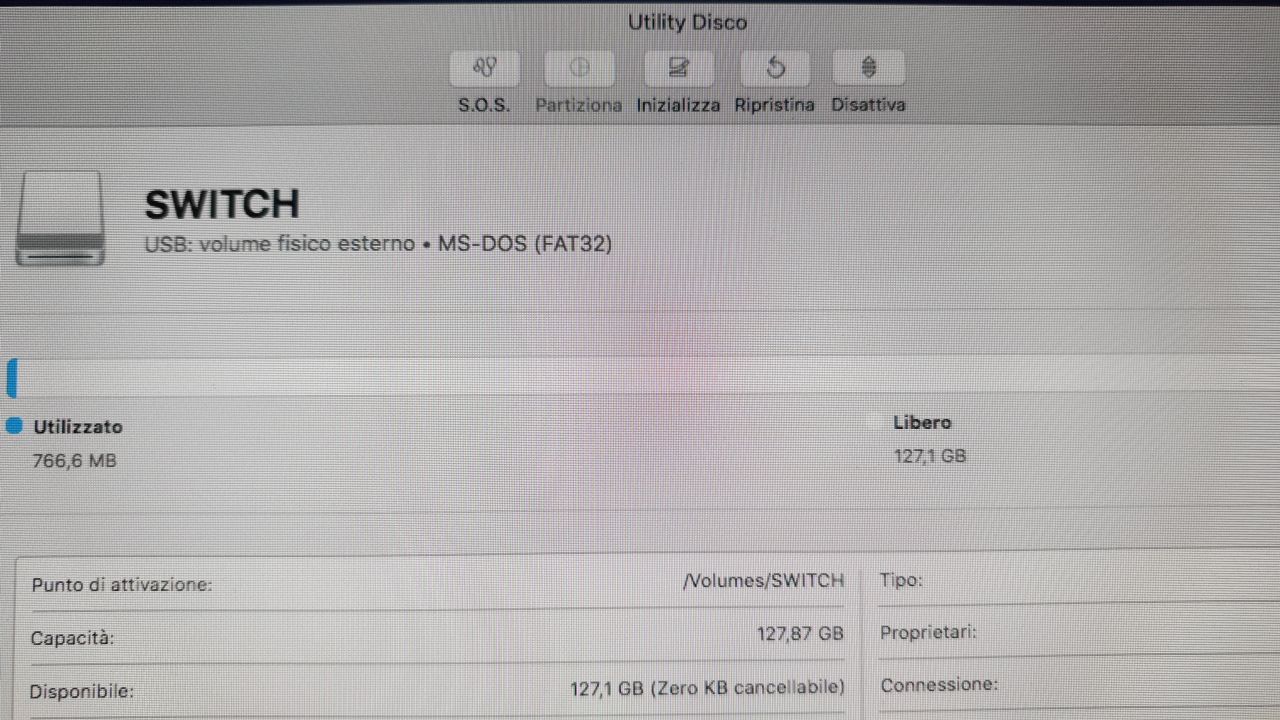 Utility Disco
S.O.S. Partiziona Inizializza Ripristina Disattiva
SWITCH
USB: volume fisico esterno • MS-DOS (FAT32)
Utilizzato
766,6 MB
Libero
127,1 GB
Punto di attivazione: /Volumes/SWITCH
Capacità: 127,87 GB
Disponibile: 127,1 GB (Zero KB cancellabile)
Tipo:
Proprietari:
Connessione: